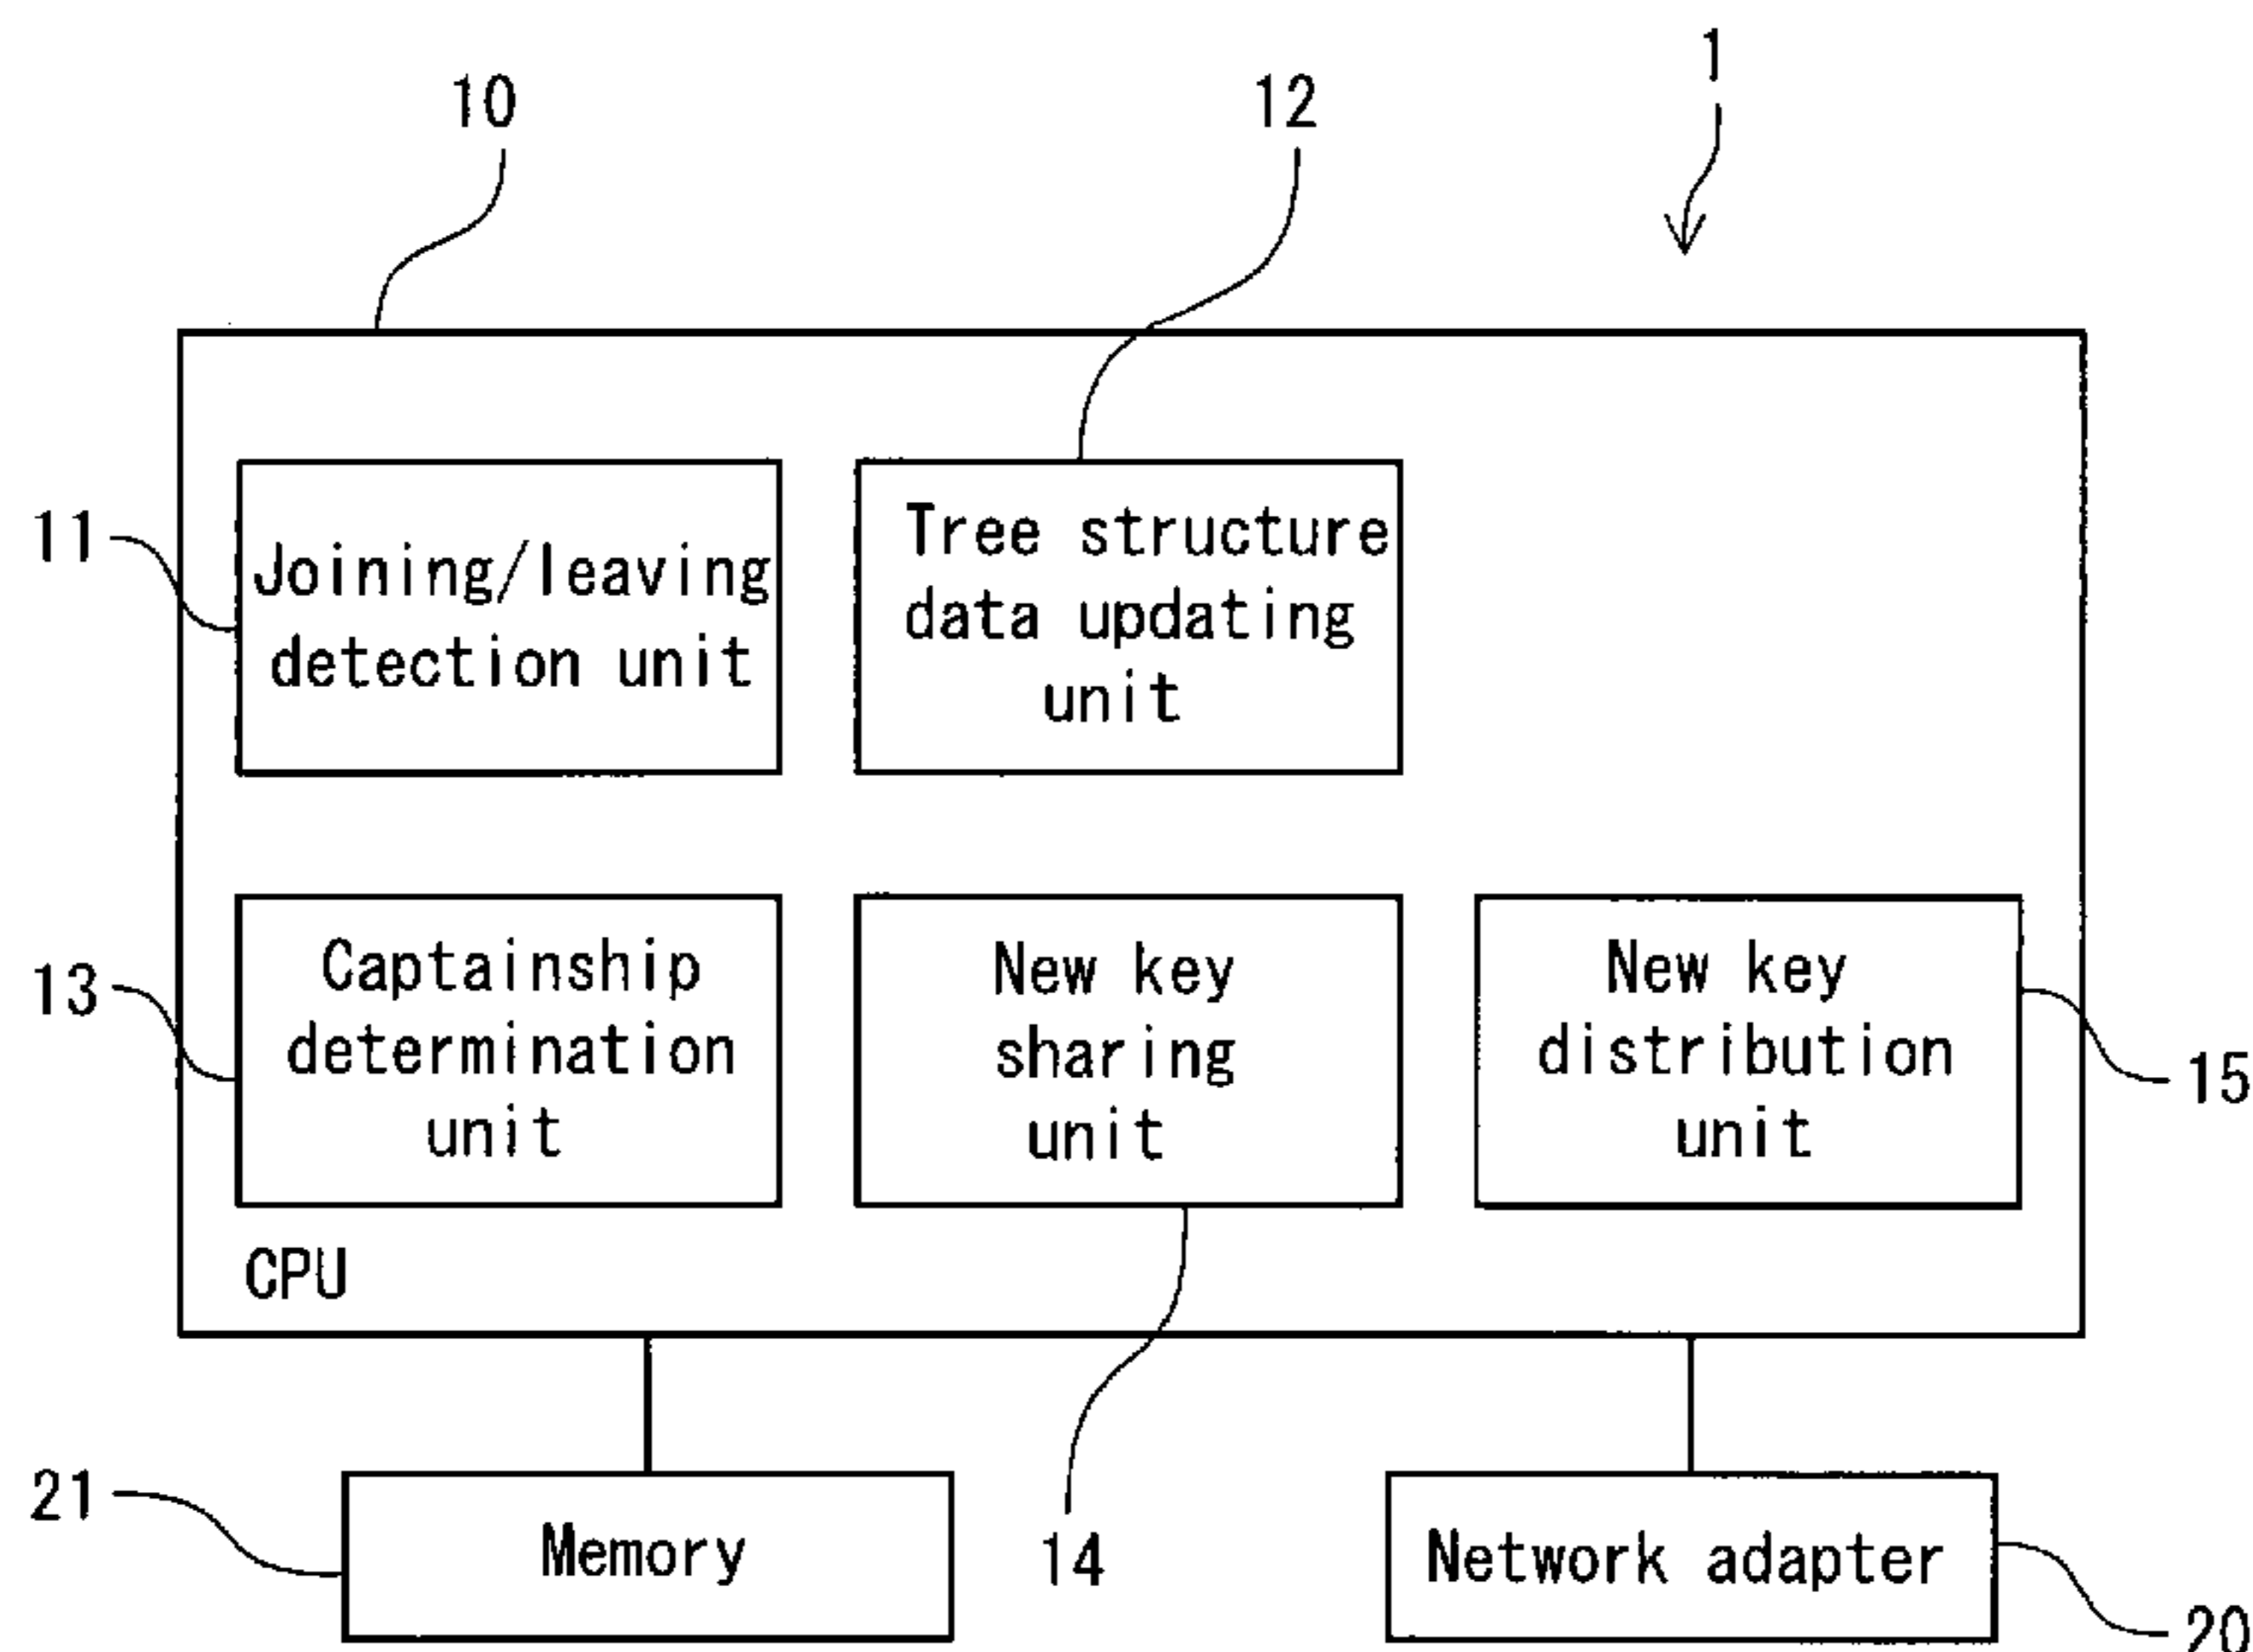 1
10
12
11
Joining/leaving
detection unit
Tree structure
data updating
unit
13
Captainship
determination
unit
New key
sharing
unit
New key
distribution
unit
15
CPU
21
Memory
14
Network adapter
20